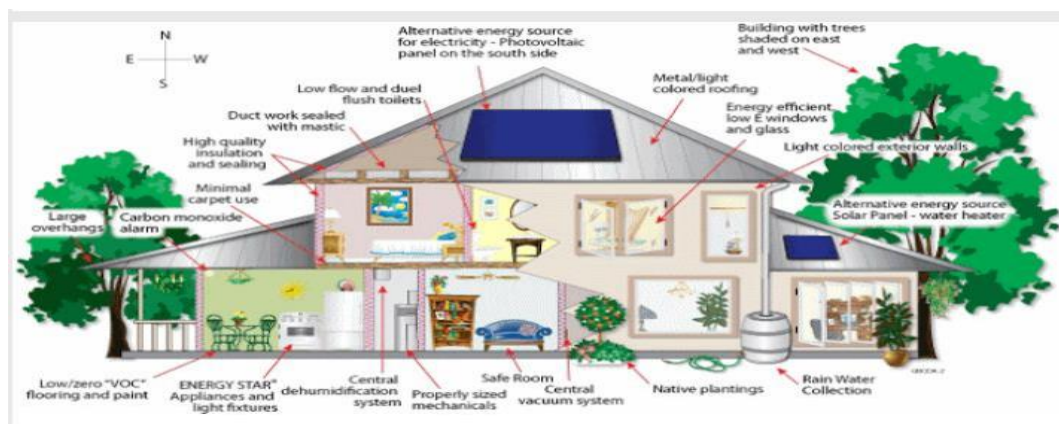 N
E
W
S
Alternative energy source
for electricity - Photovoltaic
panel on the south side
Building with trees
shaded on east
and west
Low flow and duel
flush toilets
Metal/light
colored roofing
Duct work sealed
with mastic
Energy efficient
low E windows
and glass
High quality
insulation
and sealing
Light colored exterior walls
Minimal
carpet use
Large
overhangs
Carbon monoxide
alarm
Alternative energy source
Solar Panel - water heater
Low/zero "VOC"
flooring and paint
ENERGY STAR"
Appliances and
light fixtures
Central
dehumidification
system
Properly sized
mechanicals
Safe Room
Central
vacuum system
Native plantings
Rain Water
Collection